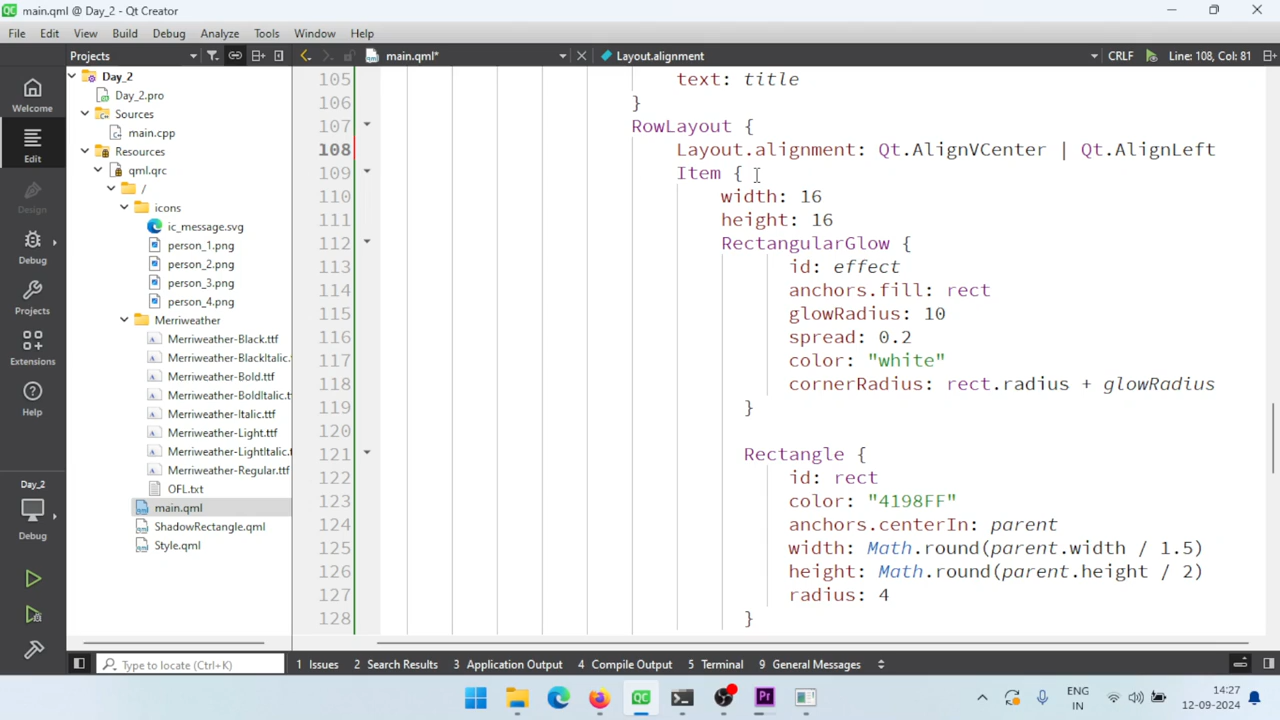 main.qml @ Day_2 - Qt Creator
File Edit View Build Debug Analyze Tools Window Help
Projects
main.qml*
Layout.alignment
CRLF
Line: 108, Col: 81
Welcome
Edit
Design
Debug
Projects
Extensions
Help
Day_2
Debug
Day_2
Day_2.pro
Sources
main.cpp
Resources
qml.qrc
/
icons
ic_message.svg
person_1.png
person_2.png
person_3.png
person_4.png
Merriweather
Merriweather-Black.ttf
Merriweather-BlackItalic.
Merriweather-Bold.ttf
Merriweather-BoldItalic.t
Merriweather-Italic.ttf
Merriweather-Light.ttf
Merriweather-LightItalic.
Merriweather-Regular.ttf
OFL.txt
main.qml
ShadowRectangle.qml
Style.qml
105 text: title
106 }
107 RowLayout {
108 Layout.alignment: Qt.AlignVCenter | Qt.AlignLeft
109 Item {
110 width: 16
111 height: 16
112 RectangularGlow {
113 id: effect
114 anchors.fill: rect
115 glowRadius: 10
116 spread: 0.2
117 color: "white"
118 cornerRadius: rect.radius + glowRadius
119 }
120
121 Rectangle {
122 id: rect
123 color: "4198FF"
124 anchors.centerIn: parent
125 width: Math.round(parent.width / 1.5)
126 height: Math.round(parent.height / 2)
127 radius: 4
128 }
Type to locate (Ctrl+K)
1 Issues 2 Search Results 3 Application Output 4 Compile Output 5 Terminal 9 General Messages
ENG
IN
14:27
12-09-2024